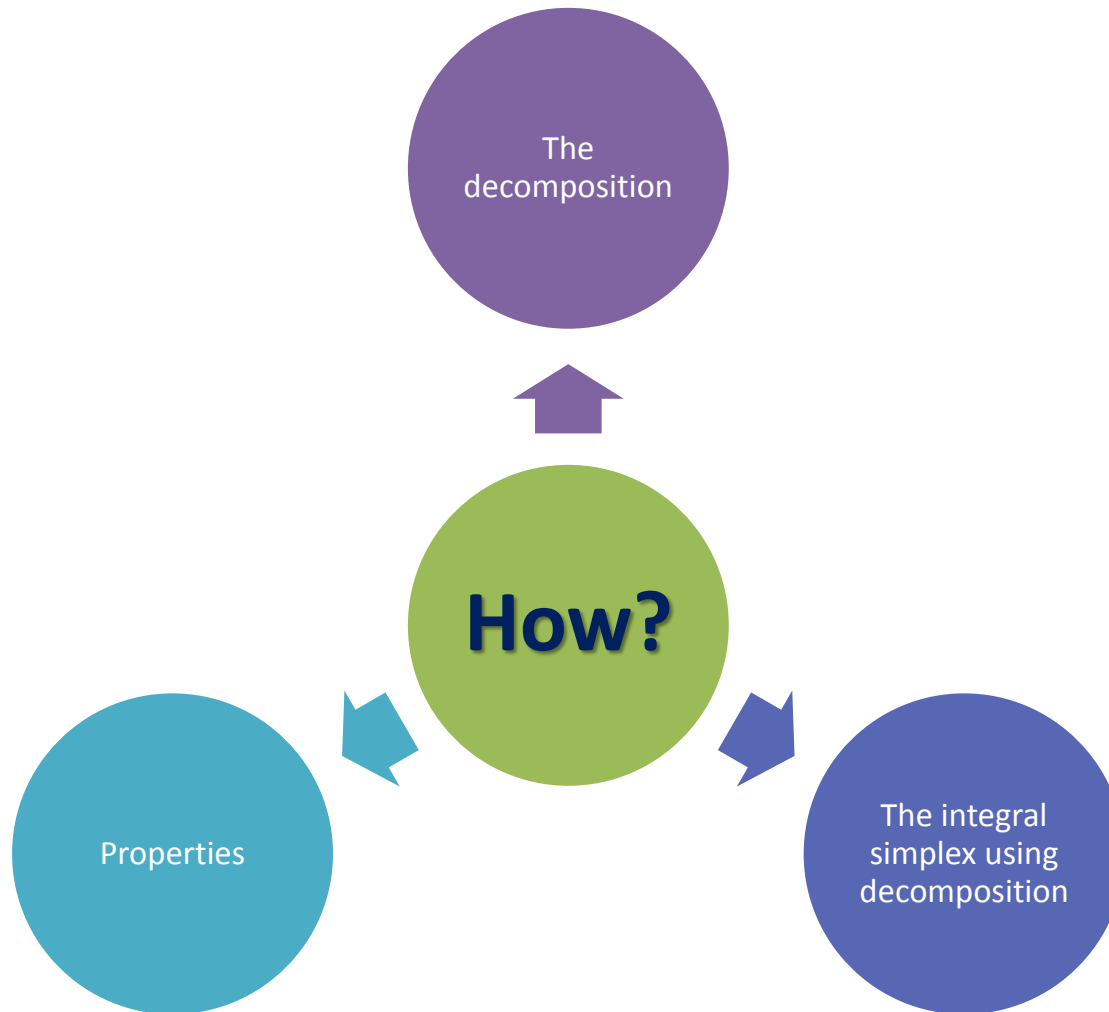 The
decomposition
How?
Properties
The integral
simplex using
decomposition